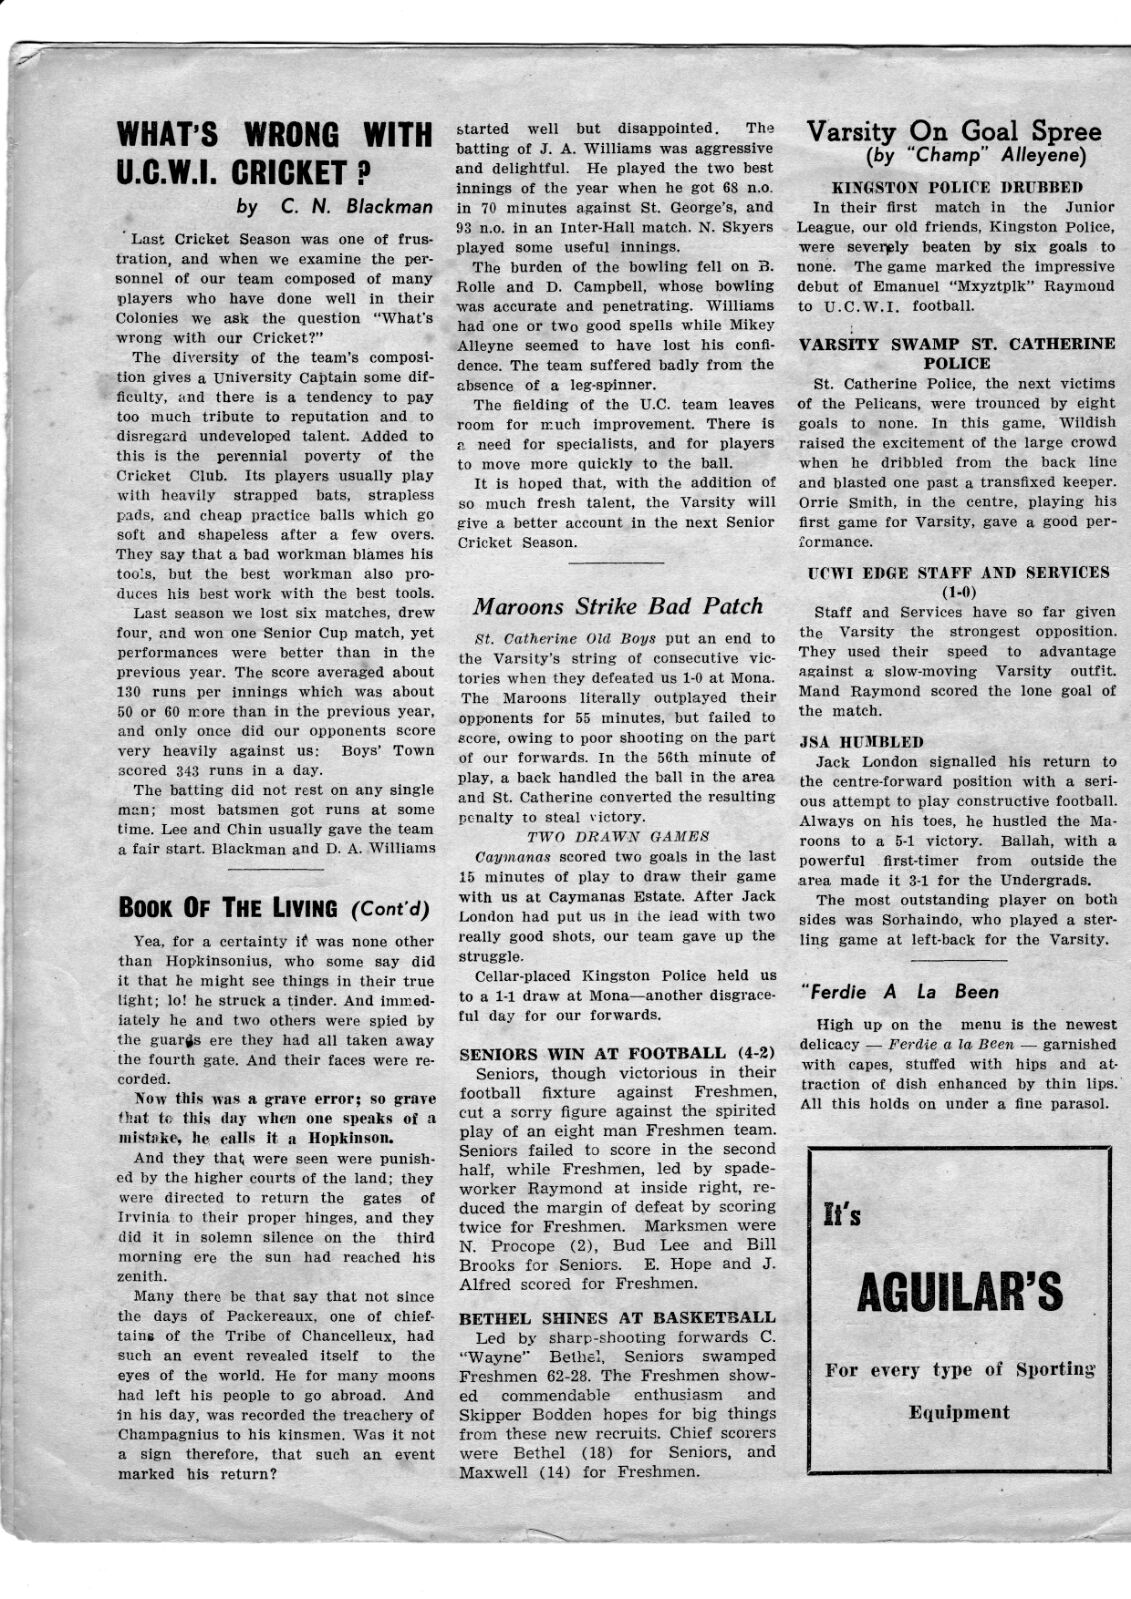 WHAT'S WRONG WITH
U.C.W.I. CRICKET ?
by C. N. Blackman
Last Cricket Season was one of frus-
tration, and when we examine the per-
sonnel of our team composed of many
players who have done well in their
Colonies we ask the question "What's
wrong with our Cricket?"
The diversity of the team's composi-
tion gives a University Captain some dif-
ficulty, and there is a tendency to pay
too much tribute to reputation and to
disregard undeveloped talent. Added to
this is the perennial poverty of the
Cricket Club. Its players usually play
with heavily strapped bats, strapless
pads, and cheap practice balls which go
soft and shapeless after a few overs.
They say that a bad workman blames his
tools, but the best workman also pro-
duces his best work with the best tools.
Last season we lost six matches, drew
four, and won one Senior Cup match, yet
performances were better than in the
previous year. The score averaged about
130 runs per innings which was about
50 or 60 more than in the previous year,
and only once did our opponents score
very heavily against us: Boys' Town
scored 343 runs in a day.
The batting did not rest on any single
man; most batsmen got runs at some
time. Lee and Chin usually gave the team
a fair start. Blackman and D. A. Williams
started well but disappointed. The
batting of J. A. Williams was aggressive
and delightful. He played the two best
innings of the year when he got 68 n.o.
in 70 minutes against St. George's, and
93 n.o. in an Inter-Hall match. N. Skyers
played some useful innings.
The burden of the bowling fell on B.
Rolle and D. Campbell, whose bowling
was accurate and penetrating. Williams
had one or two good spells while Mikey
Alleyne seemed to have lost his confi-
dence. The team suffered badly from the
absence of a leg-spinner.
The fielding of the U.C. team leaves
room for much improvement. There is
a need for specialists, and for players
to move more quickly to the ball.
It is hoped that, with the addition of
so much fresh talent, the Varsity will
give a better account in the next Senior
Cricket Season.
BOOK OF THE LIVING (Cont'd)
Yea, for a certainty it was none other
than Hopkinsonius, who some say did
it that he might see things in their true
light; lo! he struck a tinder. And immed-
iately he and two others were spied by
the guards ere they had all taken away
the fourth gate. And their faces were re-
corded.
Now this was a grave error; so grave
that to this day when one speaks of a
mistake, he calls it a Hopkinson.
And they that were seen were punish-
ed by the higher courts of the land; they
were directed to return the gates of
Irvinia to their proper hinges, and they
did it in solemn silence on the third
morning ere the sun had reached his
zenith.
Many there be that say that not since
the days of Packereaux, one of chief-
tains of the Tribe of Chancelleux, had
such an event revealed itself to the
eyes of the world. He for many moons
had left his people to go abroad. And
in his day, was recorded the treachery of
Champagnius to his kinsmen. Was it not
a sign therefore, that such an event
marked his return?
Maroons Strike Bad Patch
St. Catherine Old Boys put an end to
the Varsity's string of consecutive vic-
tories when they defeated us 1-0 at Mona.
The Maroons literally outplayed their
opponents for 55 minutes, but failed to
score, owing to poor shooting on the part
of our forwards. In the 56th minute of
play, a back handled the ball in the area
and St. Catherine converted the resulting
penalty to steal victory.
TWO DRAWN GAMES
Caymanas scored two goals in the last
15 minutes of play to draw their game
with us at Caymanas Estate. After Jack
London had put us in the lead with two
really good shots, our team gave up the
struggle.
Cellar-placed Kingston Police held us
to a 1-1 draw at Mona—another disgrace-
ful day for our forwards.
SENIORS WIN AT FOOTBALL (4-2)
Seniors, though victorious in their
football fixture against Freshmen,
cut a sorry figure against the spirited
play of an eight man Freshmen team.
Seniors failed to score in the second
half, while Freshmen, led by spade-
worker Raymond at inside right, re-
duced the margin of defeat by scoring
twice for Freshmen. Marksmen were
N. Procope (2), Bud Lee and Bill
Brooks for Seniors. E. Hope and J.
Alfred scored for Freshmen.
BETHEL SHINES AT BASKETBALL
Led by sharp-shooting forwards C.
"Wayne" Bethel, Seniors swamped
Freshmen 62-28. The Freshmen show-
ed commendable enthusiasm and
Skipper Bodden hopes for big things
from these new recruits. Chief scorers
were Bethel (18) for Seniors, and
Maxwell (14) for Freshmen.
Varsity On Goal Spree
(by "Champ" Alleyene)
KINGSTON POLICE DRUBBED
In their first match in the Junior
League, our old friends, Kingston Police,
were severely beaten by six goals to
none. The game marked the impressive
debut of Emanuel "Mxyztplk" Raymond
to U.C.W.I. football.
VARSITY SWAMP ST. CATHERINE
POLICE
St. Catherine Police, the next victims
of the Pelicans, were trounced by eight
goals to none. In this game, Wildish
raised the excitement of the large crowd
when he dribbled from the back line
and blasted one past a transfixed keeper.
Orrie Smith, in the centre, playing his
first game for Varsity, gave a good per-
formance.
UCWI EDGE STAFF AND SERVICES
(1-0)
Staff and Services have so far given
the Varsity the strongest opposition.
They used their speed to advantage
against a slow-moving Varsity outfit.
Mand Raymond scored the lone goal of
the match.
JSA HUMBLED
Jack London signalled his return to
the centre-forward position with a seri-
ous attempt to play constructive football.
Always on his toes, he hustled the Ma-
roons to a 5-1 victory. Ballah, with a
powerful first-timer from outside the
area made it 3-1 for the Undergrads.
The most outstanding player on both
sides was Sorhaindo, who played a ster-
ling game at left-back for the Varsity.
"Ferdie A La Been
High up on the menu is the newest
delicacy — Ferdie a la Been — garnished
with capes, stuffed with hips and at-
traction of dish enhanced by thin lips.
All this holds on under a fine parasol.
It's
AGUILAR'S
For every type of Sporting
Equipment